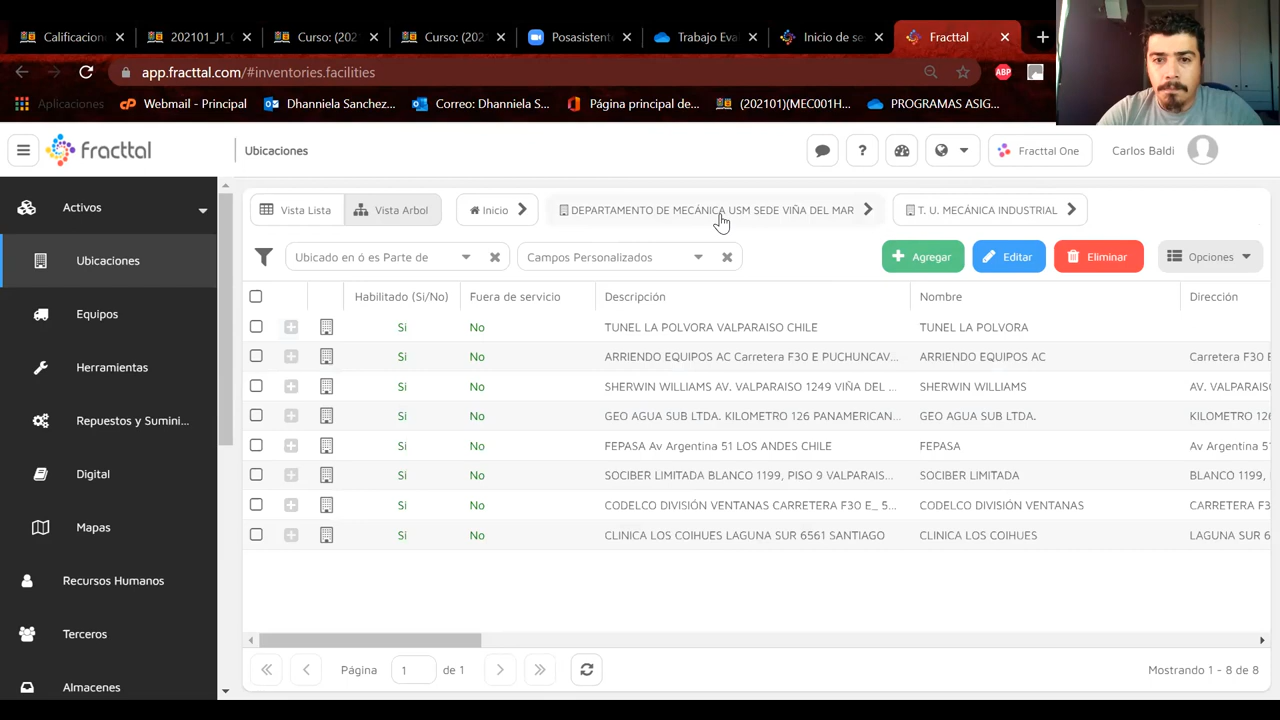 Calificacion
202101_J1_
Curso: (202
Curso: (202
Posasistente
Trabajo Eva
Inicio de se
Fracttal
app.fracttal.com/#inventories.facilities
ABP
Aplicaciones
Webmail - Principal
Dhanniela Sanchez...
Correo: Dhanniela S...
Página principal de...
(202101)(MEC001H...
PROGRAMAS ASIG...
fracttal
Ubicaciones
Fracttal One
Carlos Baldi
Activos
Ubicaciones
Equipos
Herramientas
Repuestos y Sumini...
Digital
Mapas
Recursos Humanos
Terceros
Almacenes
Vista Lista
Vista Arbol
Inicio
DEPARTAMENTO DE MECÁNICA USM SEDE VIÑA DEL MAR
T. U. MECÁNICA INDUSTRIAL
Ubicado en ó es Parte de
Campos Personalizados
Agregar
Editar
Eliminar
Opciones
Habilitado (Si/No) Fuera de servicio Descripción Nombre Dirección
Si No TUNEL LA POLVORA VALPARAISO CHILE TUNEL LA POLVORA
Si No ARRIENDO EQUIPOS AC Carretera F30 E PUCHUNCAV... ARRIENDO EQUIPOS AC Carretera F30 E
Si No SHERWIN WILLIAMS AV. VALPARAISO 1249 VIÑA DEL ... SHERWIN WILLIAMS AV. VALPARAIS
Si No GEO AGUA SUB LTDA. KILOMETRO 126 PANAMERICAN... GEO AGUA SUB LTDA. KILOMETRO 126
Si No FEPASA Av Argentina 51 LOS ANDES CHILE FEPASA Av Argentina 51
Si No SOCIBER LIMITADA BLANCO 1199, PISO 9 VALPARAIS... SOCIBER LIMITADA BLANCO 1199,
Si No CODELCO DIVISIÓN VENTANAS CARRETERA F30 E_ 5... CODELCO DIVISIÓN VENTANAS CARRETERA F3
Si No CLINICA LOS COIHUES LAGUNA SUR 6561 SANTIAGO CLINICA LOS COIHUES LAGUNA SUR 6
Página 1 de 1
Mostrando 1 - 8 de 8